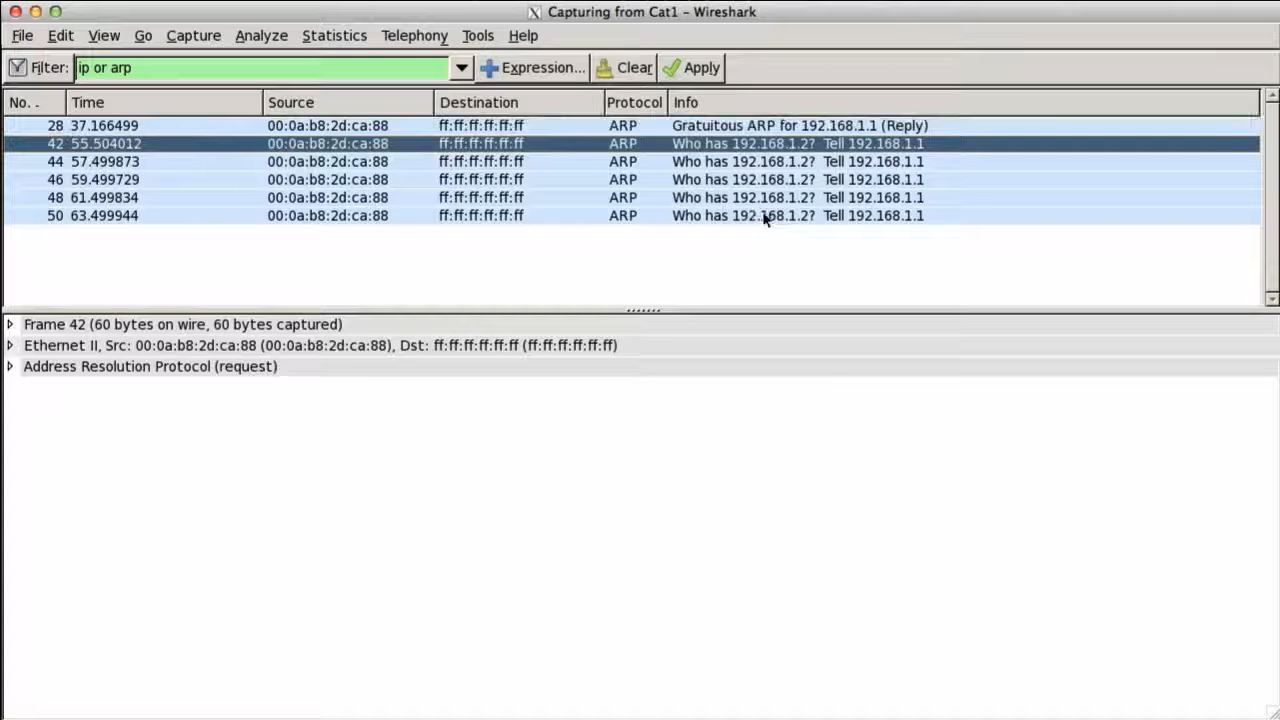 Capturing from Cat1 – Wireshark
File Edit View Go Capture Analyze Statistics Telephony Tools Help
Filter: ip or arp Expression... Clear Apply
No. . Time Source Destination Protocol Info
28 37.166499 00:0a:b8:2d:ca:88 ff:ff:ff:ff:ff:ff ARP Gratuitous ARP for 192.168.1.1 (Reply)
42 55.504012 00:0a:b8:2d:ca:88 ff:ff:ff:ff:ff:ff ARP Who has 192.168.1.2? Tell 192.168.1.1
44 57.499873 00:0a:b8:2d:ca:88 ff:ff:ff:ff:ff:ff ARP Who has 192.168.1.2? Tell 192.168.1.1
46 59.499729 00:0a:b8:2d:ca:88 ff:ff:ff:ff:ff:ff ARP Who has 192.168.1.2? Tell 192.168.1.1
48 61.499834 00:0a:b8:2d:ca:88 ff:ff:ff:ff:ff:ff ARP Who has 192.168.1.2? Tell 192.168.1.1
50 63.499944 00:0a:b8:2d:ca:88 ff:ff:ff:ff:ff:ff ARP Who has 192.168.1.2? Tell 192.168.1.1
Frame 42 (60 bytes on wire, 60 bytes captured)
Ethernet II, Src: 00:0a:b8:2d:ca:88 (00:0a:b8:2d:ca:88), Dst: ff:ff:ff:ff:ff:ff (ff:ff:ff:ff:ff:ff)
Address Resolution Protocol (request)